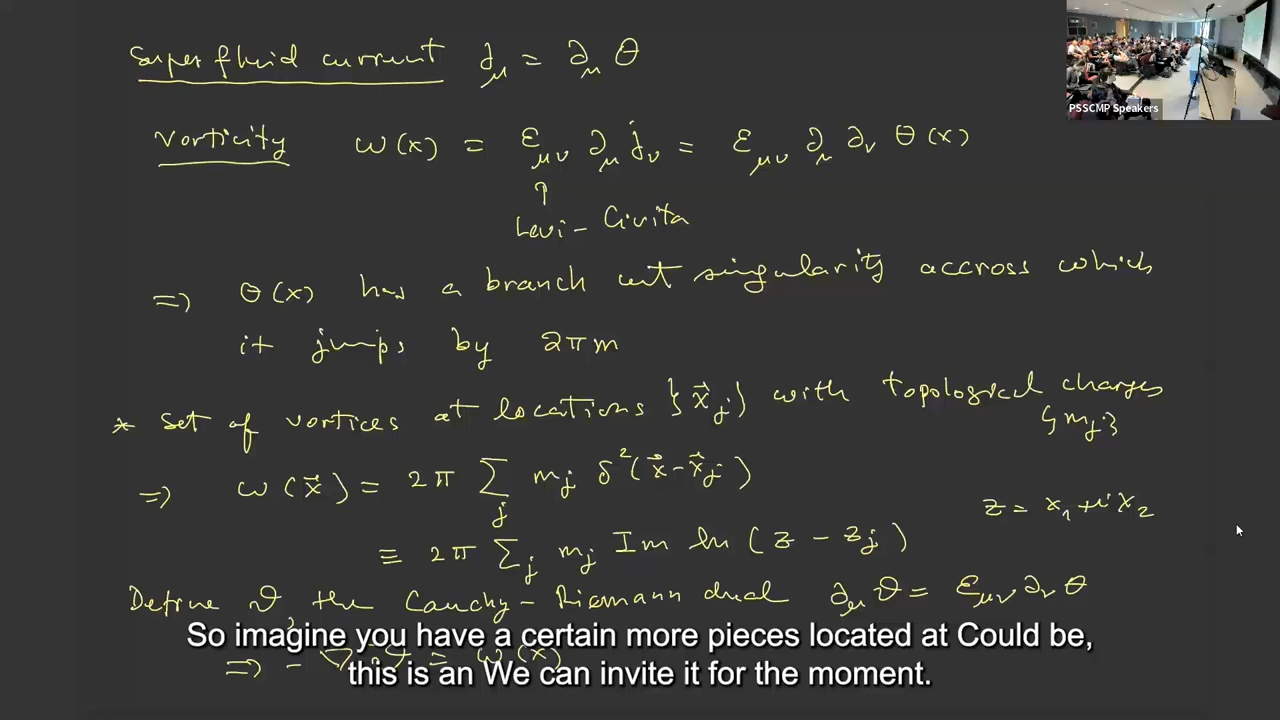 Superfluid current j_μ = ∂_μ θ
PSSCMP Speakers
Vorticity ω(x) = ε_μν ∂_μ j_ν = ε_μν ∂_μ ∂_ν θ(x)
↑
Levi-Civita
⇒ θ(x) has a branch cut singularity accross which
it jumps by 2πm
* Set of vortices at locations {x⃗_j} with topological charges
{m_j}
⇒ ω(x⃗) = 2π Σ_j m_j δ²(x⃗-x⃗_j)
z = x_1 + i x_2
≡ 2π Σ_j m_j Im ln (z - z_j)
Define ϑ, the Cauchy-Riemann dual ∂_μ ϑ = ε_μν ∂_ν θ
So imagine you have a certain more pieces located at Could be,
⇒ -∇²ϑ = ω(x)
this is an We can invite it for the moment.